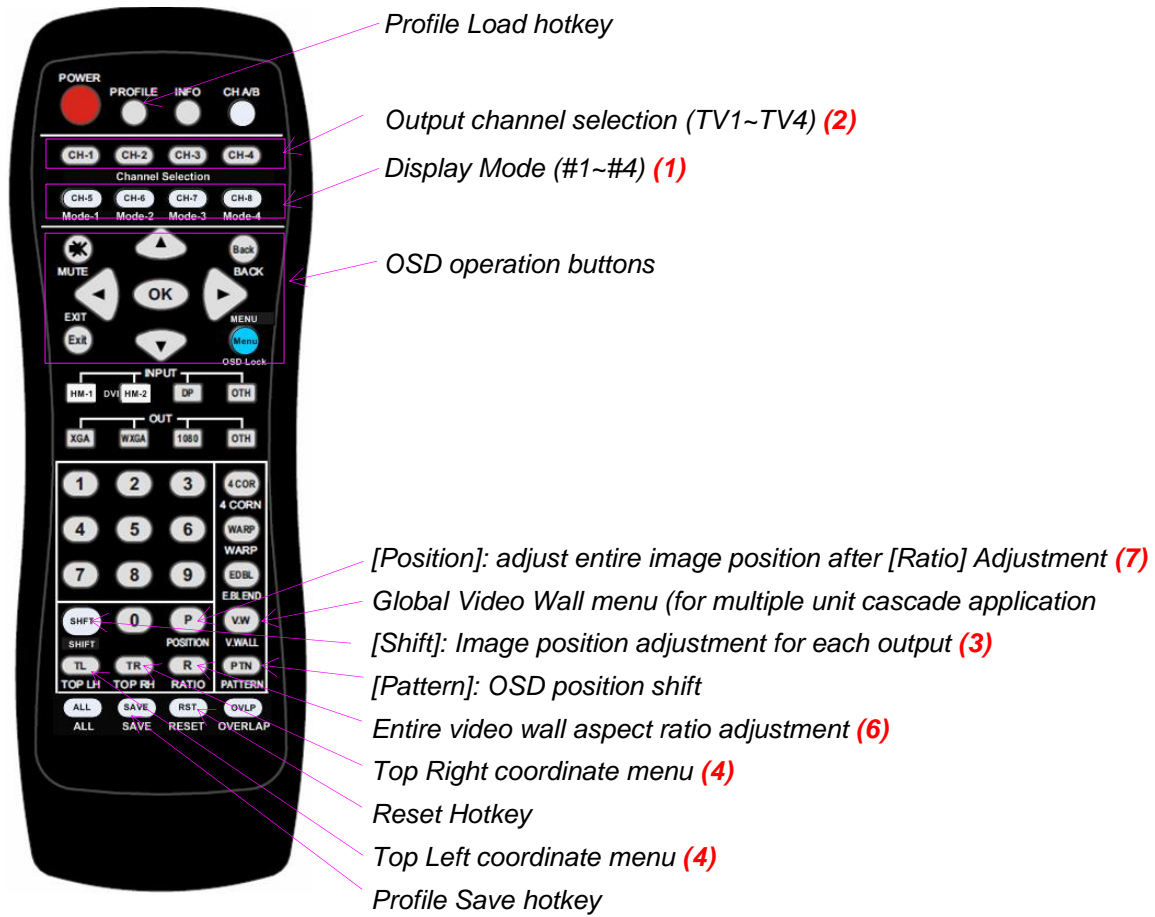 Profile Load hotkey
POWER
PROFILE INFO CH A/B
Output channel selection (TV1~TV4) (2)
CH-1 CH-2 CH-3 CH-4
Channel Selection
Display Mode (#1~#4) (1)
CH-5 CH-6 CH-7 CH-8
Mode-1 Mode-2 Mode-3 Mode-4
Back
MUTE BACK
OSD operation buttons
OK
EXIT MENU
Exit Menu
OSD Lock
INPUT
HM-1 DVI HM-2 DP OTH
OUT
XGA WXGA 1080 OTH
1 2 3 4 COR
4 CORN
4 5 6 WARP
WARP
7 8 9 EDBL
E.BLEND
SHFT 0 P V.W
SHIFT POSITION V.WALL
TL TR R PTN
TOP LH TOP RH RATIO PATTERN
ALL SAVE RST OVLP
ALL SAVE RESET OVERLAP
[Position]: adjust entire image position after [Ratio] Adjustment (7)
Global Video Wall menu (for multiple unit cascade application
[Shift]: Image position adjustment for each output (3)
[Pattern]: OSD position shift
Entire video wall aspect ratio adjustment (6)
Top Right coordinate menu (4)
Reset Hotkey
Top Left coordinate menu (4)
Profile Save hotkey